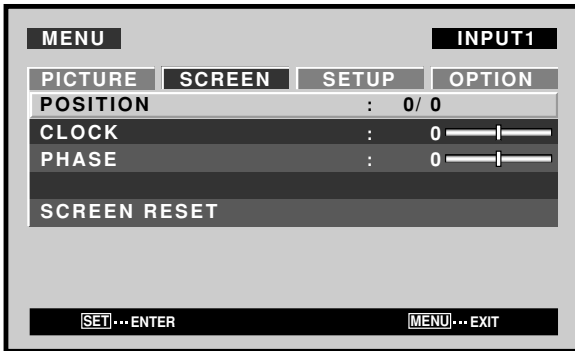 MENU INPUT1
PICTURE SCREEN SETUP OPTION
POSITION : 0/ 0
CLOCK : 0
PHASE : 0
SCREEN RESET
SET ··· ENTER MENU ··· EXIT